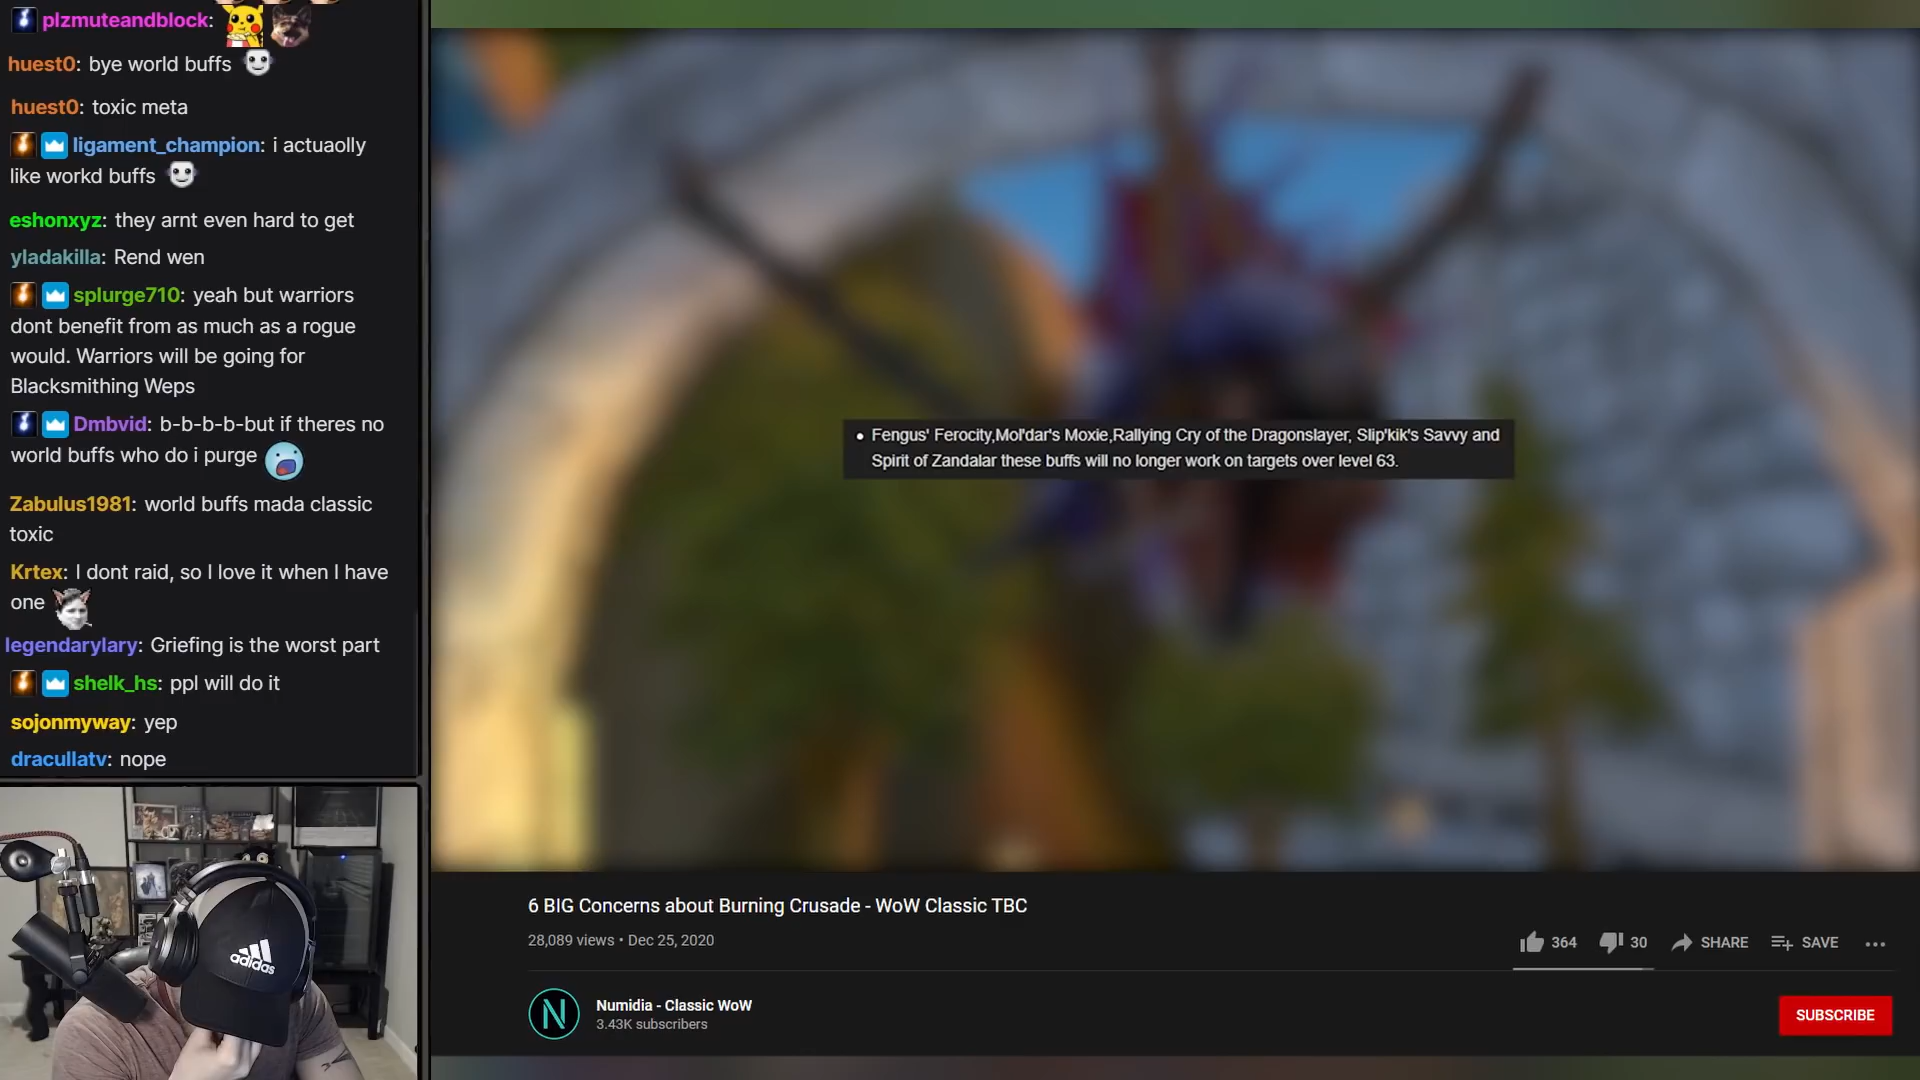 plzmuteandblock:
huest0: bye world buffs
huest0: toxic meta
ligament_champion: i actuaolly
like workd buffs
eshonxyz: they arnt even hard to get
yladakilla: Rend wen
splurge710: yeah but warriors
dont benefit from as much as a rogue
would. Warriors will be going for
Blacksmithing Weps
Dmbvid: b-b-b-b-but if theres no
world buffs who do i purge
Zabulus1981: world buffs mada classic
toxic
Krtex: I dont raid, so I love it when I have
one
legendarylary: Griefing is the worst part
shelk_hs: ppl will do it
sojonmyway: yep
dracullatv: nope
adidas
• Fengus' Ferocity,Mol'dar's Moxie,Rallying Cry of the Dragonslayer, Slip'kik's Savvy and
Spirit of Zandalar these buffs will no longer work on targets over level 63.
6 BIG Concerns about Burning Crusade - WoW Classic TBC
28,089 views • Dec 25, 2020
364 30 SHARE SAVE ...
N
Numidia - Classic WoW
3.43K subscribers
SUBSCRIBE